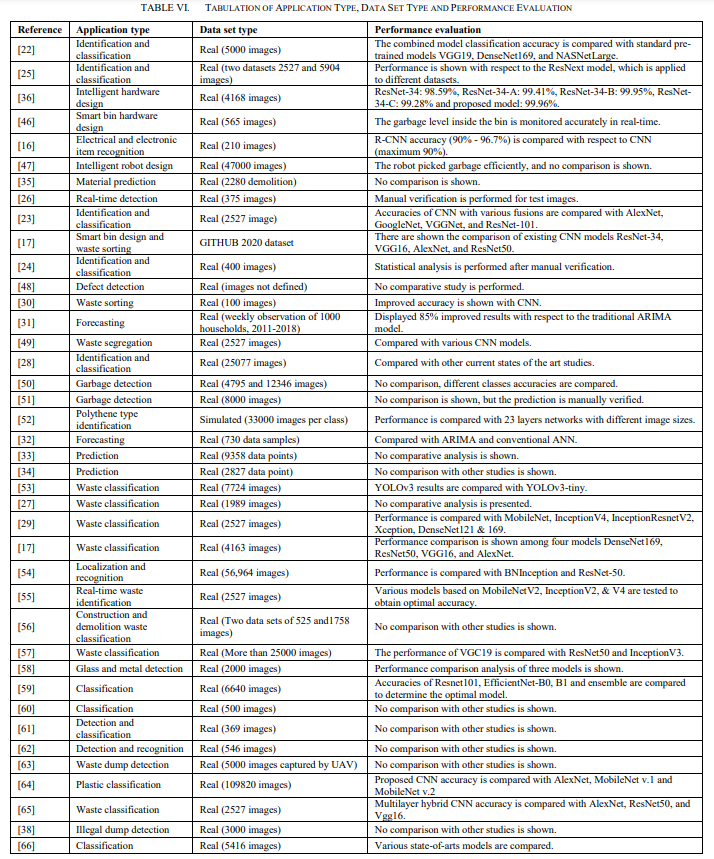 TABLE VI. TABULATION OF APPLICATION TYPE, DATA SET TYPE AND PERFORMANCE EVALUATION
Reference Application type Data set type Performance evaluation
[22] Identification and classification Real (5000 images) The combined model classification accuracy is compared with standard pre-trained models VGG19, DenseNet169, and NASNetLarge.
[25] Identification and classification Real (two datasets 2527 and 5904 images) Performance is shown with respect to the ResNext model, which is applied to different datasets.
[36] Intelligent hardware design Real (4168 images) ResNet-34: 98.59%, ResNet-34-A: 99.41%, ResNet-34-B: 99.95%, ResNet-34-C: 99.28% and proposed model: 99.96%.
[46] Smart bin hardware design Real (565 images) The garbage level inside the bin is monitored accurately in real-time.
[16] Electrical and electronic item recognition Real (210 images) R-CNN accuracy (90% - 96.7%) is compared with respect to CNN (maximum 90%).
[47] Intelligent robot design Real (47000 images) The robot picked garbage efficiently, and no comparison is shown.
[35] Material prediction Real (2280 demolition) No comparison is shown.
[26] Real-time detection Real (375 images) Manual verification is performed for test images.
[23] Identification and classification Real (2527 image) Accuracies of CNN with various fusions are compared with AlexNet, GoogleNet, VGGNet, and ResNet-101.
[17] Smart bin design and waste sorting GITHUB 2020 dataset There are shown the comparison of existing CNN models ResNet-34, VGG16, AlexNet, and ResNet50.
[24] Identification and classification Real (400 images) Statistical analysis is performed after manual verification.
[48] Defect detection Real (images not defined) No comparative study is performed.
[30] Waste sorting Real (100 images) Improved accuracy is shown with CNN.
[31] Forecasting Real (weekly observation of 1000 households, 2011-2018) Displayed 85% improved results with respect to the traditional ARIMA model.
[49] Waste segregation Real (2527 images) Compared with various CNN models.
[28] Identification and classification Real (25077 images) Compared with other current states of the art studies.
[50] Garbage detection Real (4795 and 12346 images) No comparison, different classes accuracies are compared.
[51] Garbage detection Real (8000 images) No comparison is shown, but the prediction is manually verified.
[52] Polythene type identification Simulated (33000 images per class) Performance is compared with 23 layers networks with different image sizes.
[32] Forecasting Real (730 data samples) Compared with ARIMA and conventional ANN.
[33] Prediction Real (9358 data points) No comparative analysis is shown.
[34] Prediction Real (2827 data point) No comparison with other studies is shown.
[53] Waste classification Real (7724 images) YOLOv3 results are compared with YOLOv3-tiny.
[27] Waste classification Real (1989 images) No comparative analysis is presented.
[29] Waste classification Real (2527 images) Performance is compared with MobileNet, InceptionV4, InceptionResnetV2, Xception, DenseNet121 & 169.
[17] Waste classification Real (4163 images) Performance comparison is shown among four models DenseNet169, ResNet50, VGG16, and AlexNet.
[54] Localization and recognition Real (56,964 images) Performance is compared with BNInception and ResNet-50.
[55] Real-time waste identification Real (2527 images) Various models based on MobileNetV2, InceptionV2, & V4 are tested to obtain optimal accuracy.
[56] Construction and demolition waste classification Real (Two data sets of 525 and1758 images) No comparison with other studies is shown.
[57] Waste classification Real (More than 25000 images) The performance of VGC19 is compared with ResNet50 and InceptionV3.
[58] Glass and metal detection Real (2000 images) Performance comparison analysis of three models is shown.
[59] Classification Real (6640 images) Accuracies of Resnet101, EfficientNet-B0, B1 and ensemble are compared to determine the optimal model.
[60] Classification Real (500 images) No comparison with other studies is shown.
[61] Detection and classification Real (369 images) No comparison with other studies is shown.
[62] Detection and recognition Real (546 images) No comparison with other studies is shown.
[63] Waste dump detection Real (5000 images captured by UAV) No comparison with other studies is shown.
[64] Plastic classification Real (109820 images) Proposed CNN accuracy is compared with AlexNet, MobileNet v.1 and MobileNet v.2
[65] Waste classification Real (2527 images) Multilayer hybrid CNN accuracy is compared with AlexNet, ResNet50, and Vgg16.
[38] Illegal dump detection Real (3000 images) No comparison with other studies is shown.
[66] Classification Real (5416 images) Various state-of-arts models are compared.